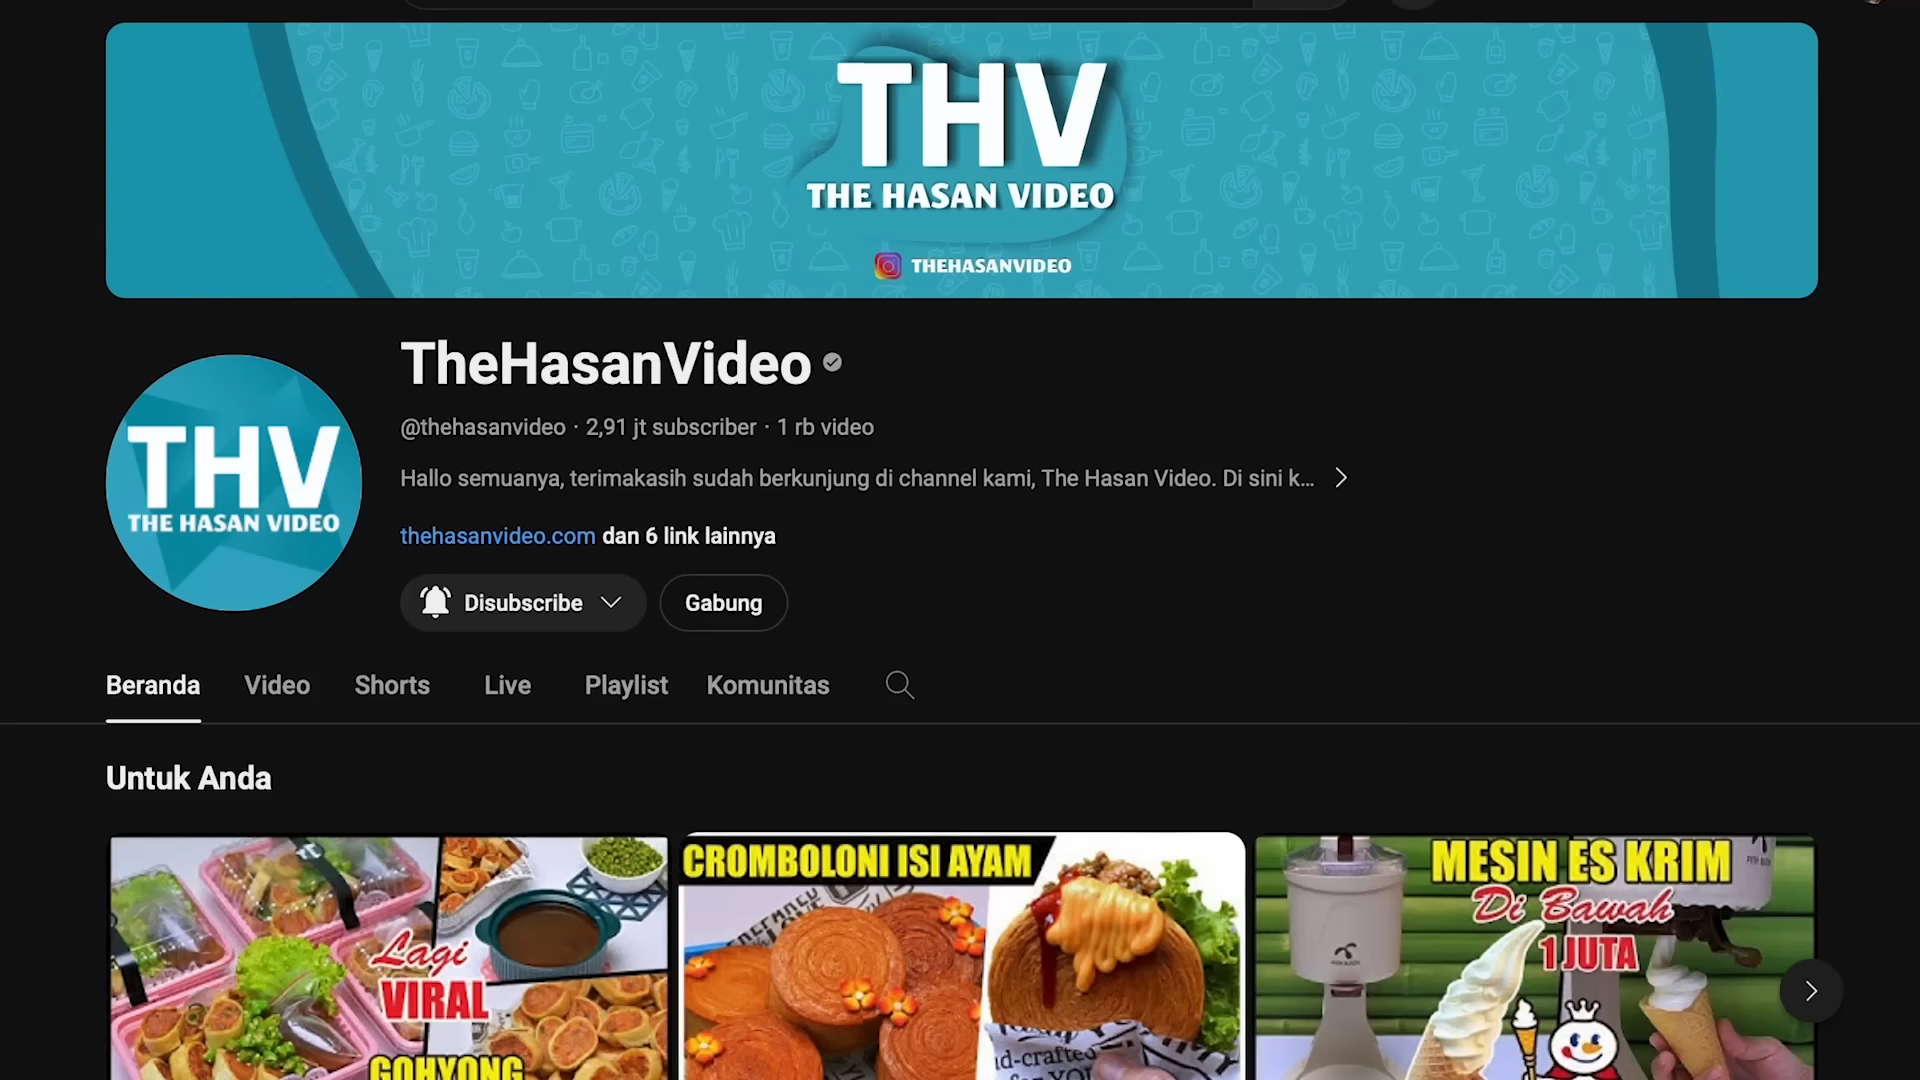 THV
THE HASAN VIDEO
THEHASANVIDEO
THV
THE HASAN VIDEO
TheHasanVideo
@thehasanvideo · 2,91 jt subscriber · 1 rb video
Hallo semuanya, terimakasih sudah berkunjung di channel kami, The Hasan Video. Di sini k...
thehasanvideo.com dan 6 link lainnya
Disubscribe
Gabung
Beranda
Video
Shorts
Live
Playlist
Komunitas
Untuk Anda
Lagi
VIRAL
GOHYONG
CROMBOLONI ISI AYAM
MESIN ES KRIM
Di Bawah
1 JUTA